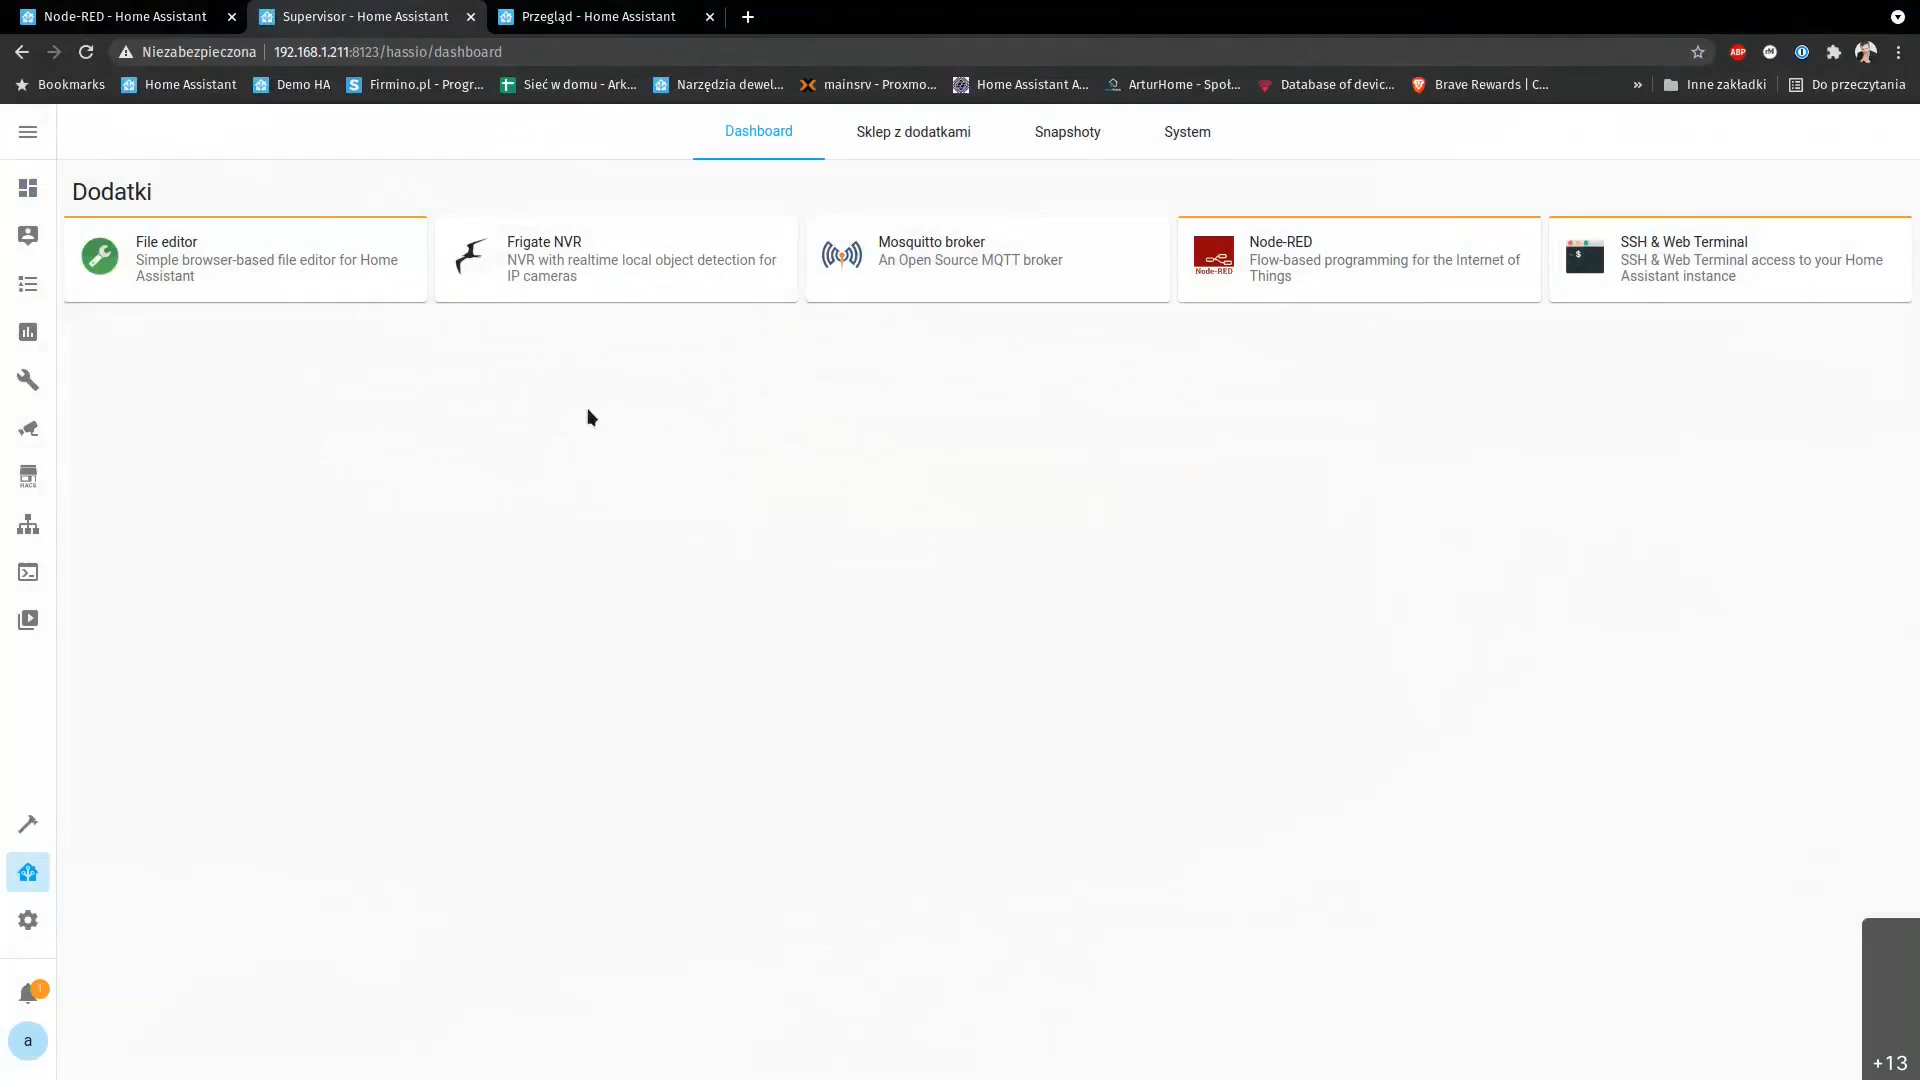 Node-RED - Home Assistant
Supervisor - Home Assistant
Przegląd - Home Assistant
Niezabezpieczona
192.168.1.211:8123/hassio/dashboard
ABP
Bookmarks
Home Assistant
Demo HA
Firmino.pl - Progr...
Sieć w domu - Ark...
Narzędzia dewel...
mainsrv - Proxmo...
Home Assistant A...
ArturHome - Społ...
Database of devic...
Brave Rewards | C...
»
Inne zakładki
Do przeczytania
Dashboard
Sklep z dodatkami
Snapshoty
System
Dodatki
File editor
Simple browser-based file editor for Home
Assistant
Frigate NVR
NVR with realtime local object detection for
IP cameras
Mosquitto broker
An Open Source MQTT broker
Node-RED
Node-RED
Flow-based programming for the Internet of
Things
SSH & Web Terminal
SSH & Web Terminal access to your Home
Assistant instance
HACS
1
a
+13